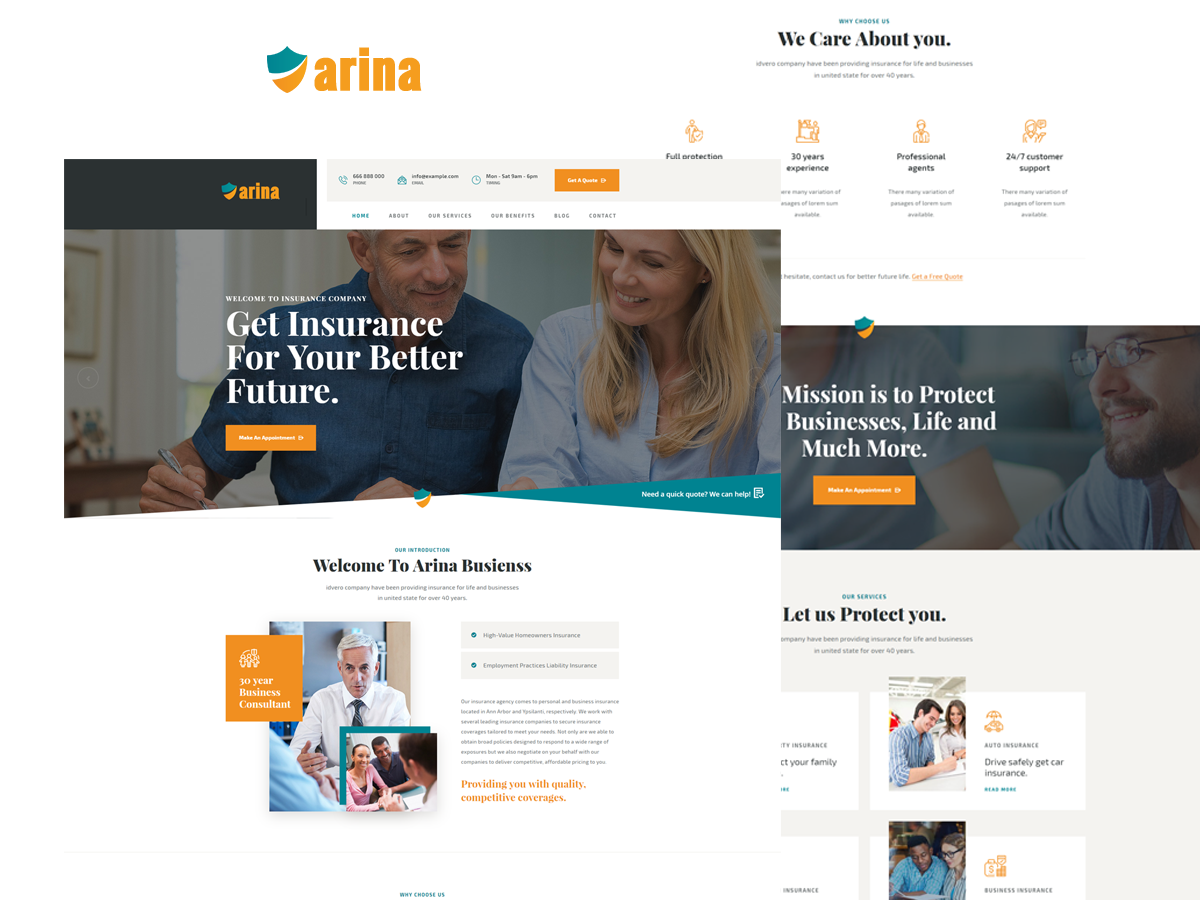 arina
arina
666 888 000
PHONE
info@example.com
EMAIL
Mon - Sat 9am - 6pm
TIMING
Get A Quote
HOME
ABOUT
OUR SERVICES
OUR BENEFITS
BLOG
CONTACT
WELCOME TO INSURANCE COMPANY
Get Insurance
For Your Better
Future.
Make An Appointment
Need a quick quote? We can help!
OUR INTRODUCTION
Welcome To Arina Busienss
idvero company have been providing insurance for life and businesses
in united state for over 40 years.
30 year
Business
Consultant
High-Value Homeowners Insurance
Employment Practices Liability Insurance
Our insurance agency comes to personal and business insurance
located in Ann Arbor and Ypsilanti, respectively. We work with
several leading insurance companies to secure insurance
coverages tailored to meet your needs. Not only are we able to
obtain broad policies designed to respond to a wide range of
exposures but we also negotiate on your behalf with our
companies to deliver competitive, affordable pricing to you.
Providing you with quality,
competitive coverages.
WHY CHOOSE US
WHY CHOOSE US
We Care About you.
idvero company have been providing insurance for life and businesses
in united state for over 40 years.
Full protection
30 years
experience
ere many variation of
pasages of lorem sum
available.
Professional
agents
There many variation of
pasages of lorem sum
available.
24/7 customer
support
There many variation of
pasages of lorem sum
available.
hesitate, contact us for better future life. Get a Free Quote
Mission is to Protect
Businesses, Life and
Much More.
Make An Appointment
OUR SERVICES
Let us Protect you.
ompany have been providing insurance for life and businesses
in united state for over 40 years.
TY INSURANCE
ct your family
.
RE
AUTO INSURANCE
Drive safely get car
insurance.
READ MORE
INSURANCE
BUSINESS INSURANCE